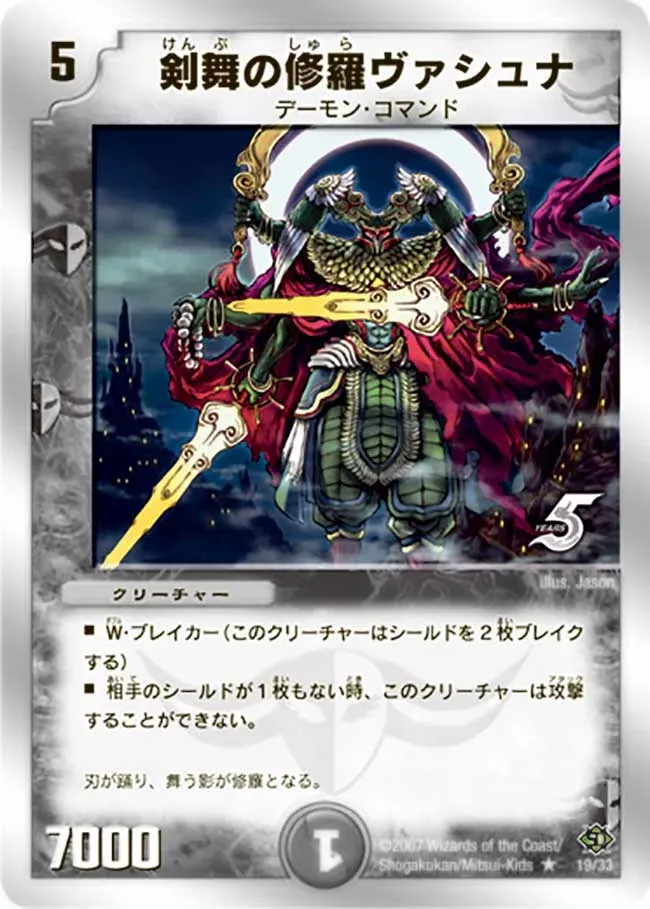 けんぶ しゅら
5 剣舞の修羅ヴァシュナ
デーモン・コマンド
YEARS 5
illus. Jason
クリーチャー
■ W・ブレイカー(このクリーチャーはシールドを2枚ブレイク
する)
■ 相手のシールドが1枚もない時、このクリーチャーは攻撃
することができない。
刃が踊り、舞う影が修羅となる。
7000
1
©2007 Wizards of the Coast/
Shogakukan/Mitsui-Kids ★ 19/33